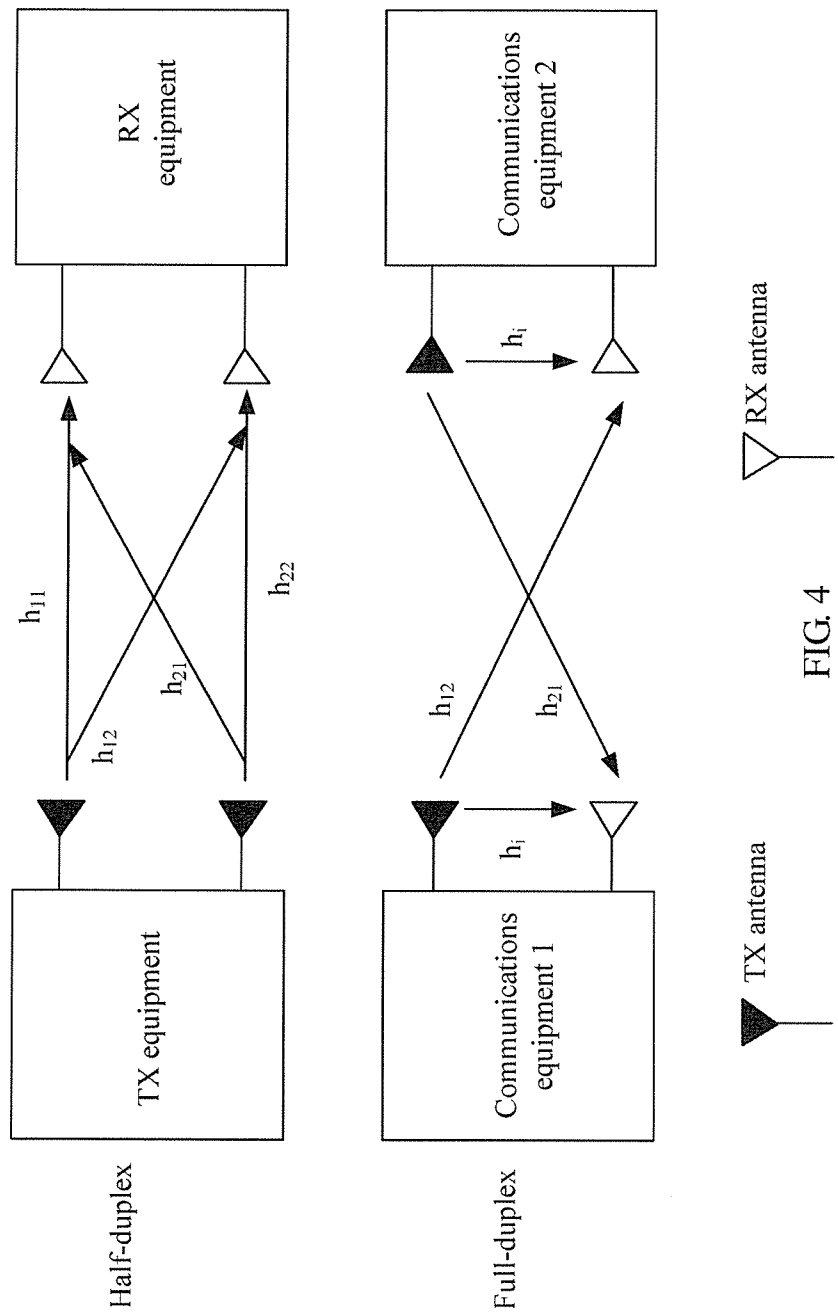 Half-duplex
TX equipment
h11
h12
h21
h22
RX
equipment
Full-duplex
Communications
equipment 1
hi
h12
h21
hi
Communications
equipment 2
TX antenna
RX antenna
FIG. 4